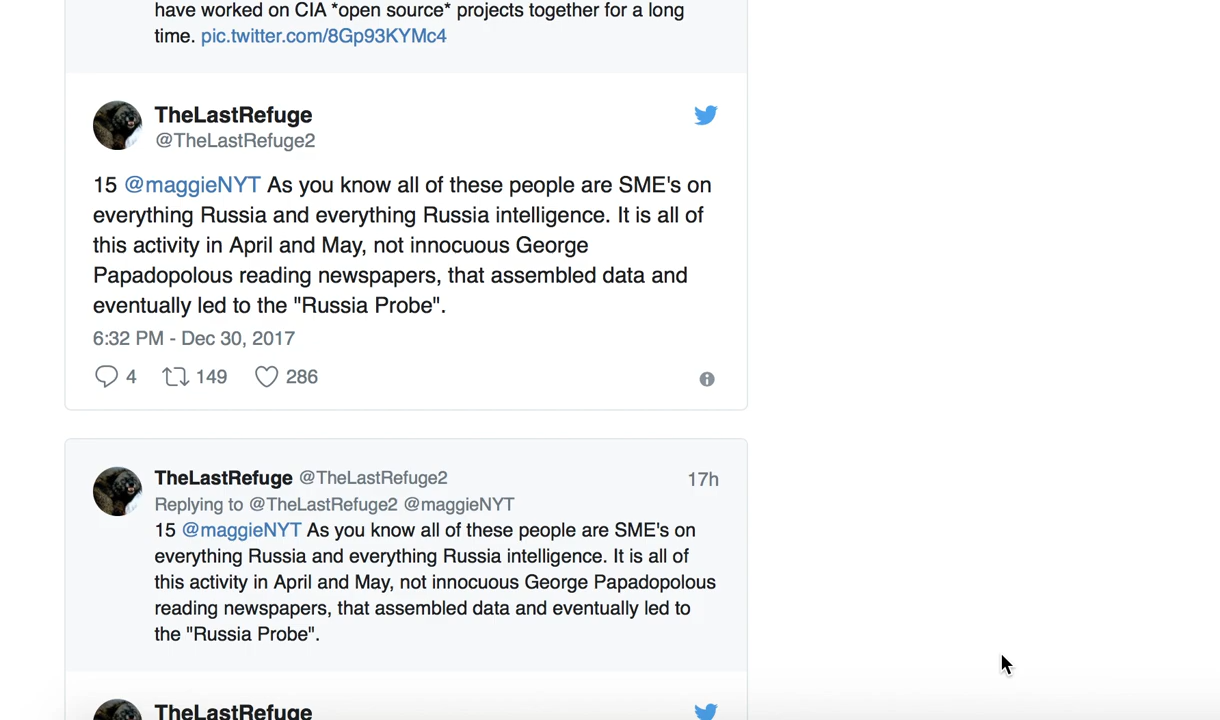 have worked on CIA *open source* projects together for a long
time. pic.twitter.com/8Gp93KYMc4
TheLastRefuge
@TheLastRefuge2
15 @maggieNYT As you know all of these people are SME's on
everything Russia and everything Russia intelligence. It is all of
this activity in April and May, not innocuous George
Papadopolous reading newspapers, that assembled data and
eventually led to the "Russia Probe".
6:32 PM - Dec 30, 2017
4 149 286
TheLastRefuge @TheLastRefuge2 17h
Replying to @TheLastRefuge2 @maggieNYT
15 @maggieNYT As you know all of these people are SME's on
everything Russia and everything Russia intelligence. It is all of
this activity in April and May, not innocuous George Papadopolous
reading newspapers, that assembled data and eventually led to
the "Russia Probe".
TheLastRefuge